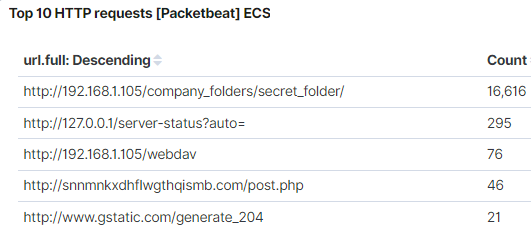 Top 10 HTTP requests [Packetbeat] ECS
url.full: Descending Count
http://192.168.1.105/company_folders/secret_folder/ 16,616
http://127.0.0.1/server-status?auto= 295
http://192.168.1.105/webdav 76
http://snnmnkxdhflwgthqismb.com/post.php 46
http://www.gstatic.com/generate_204 21